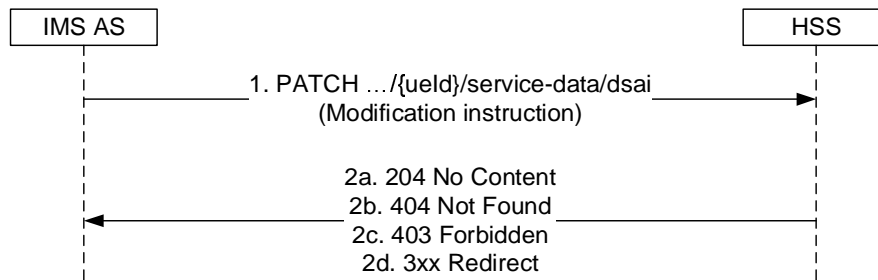 IMS AS
HSS
1. PATCH …/{ueId}/service-data/dsai
(Modification instruction)
2a. 204 No Content
2b. 404 Not Found
2c. 403 Forbidden
2d. 3xx Redirect